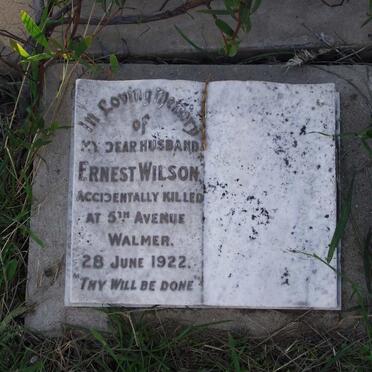 In Loving Memory
of
MY DEAR HUSBAND
ERNEST WILSON,
ACCIDENTALLY KILLED
AT 5TH AVENUE
WALMER.
28 JUNE 1922.
"THY WILL BE DONE"